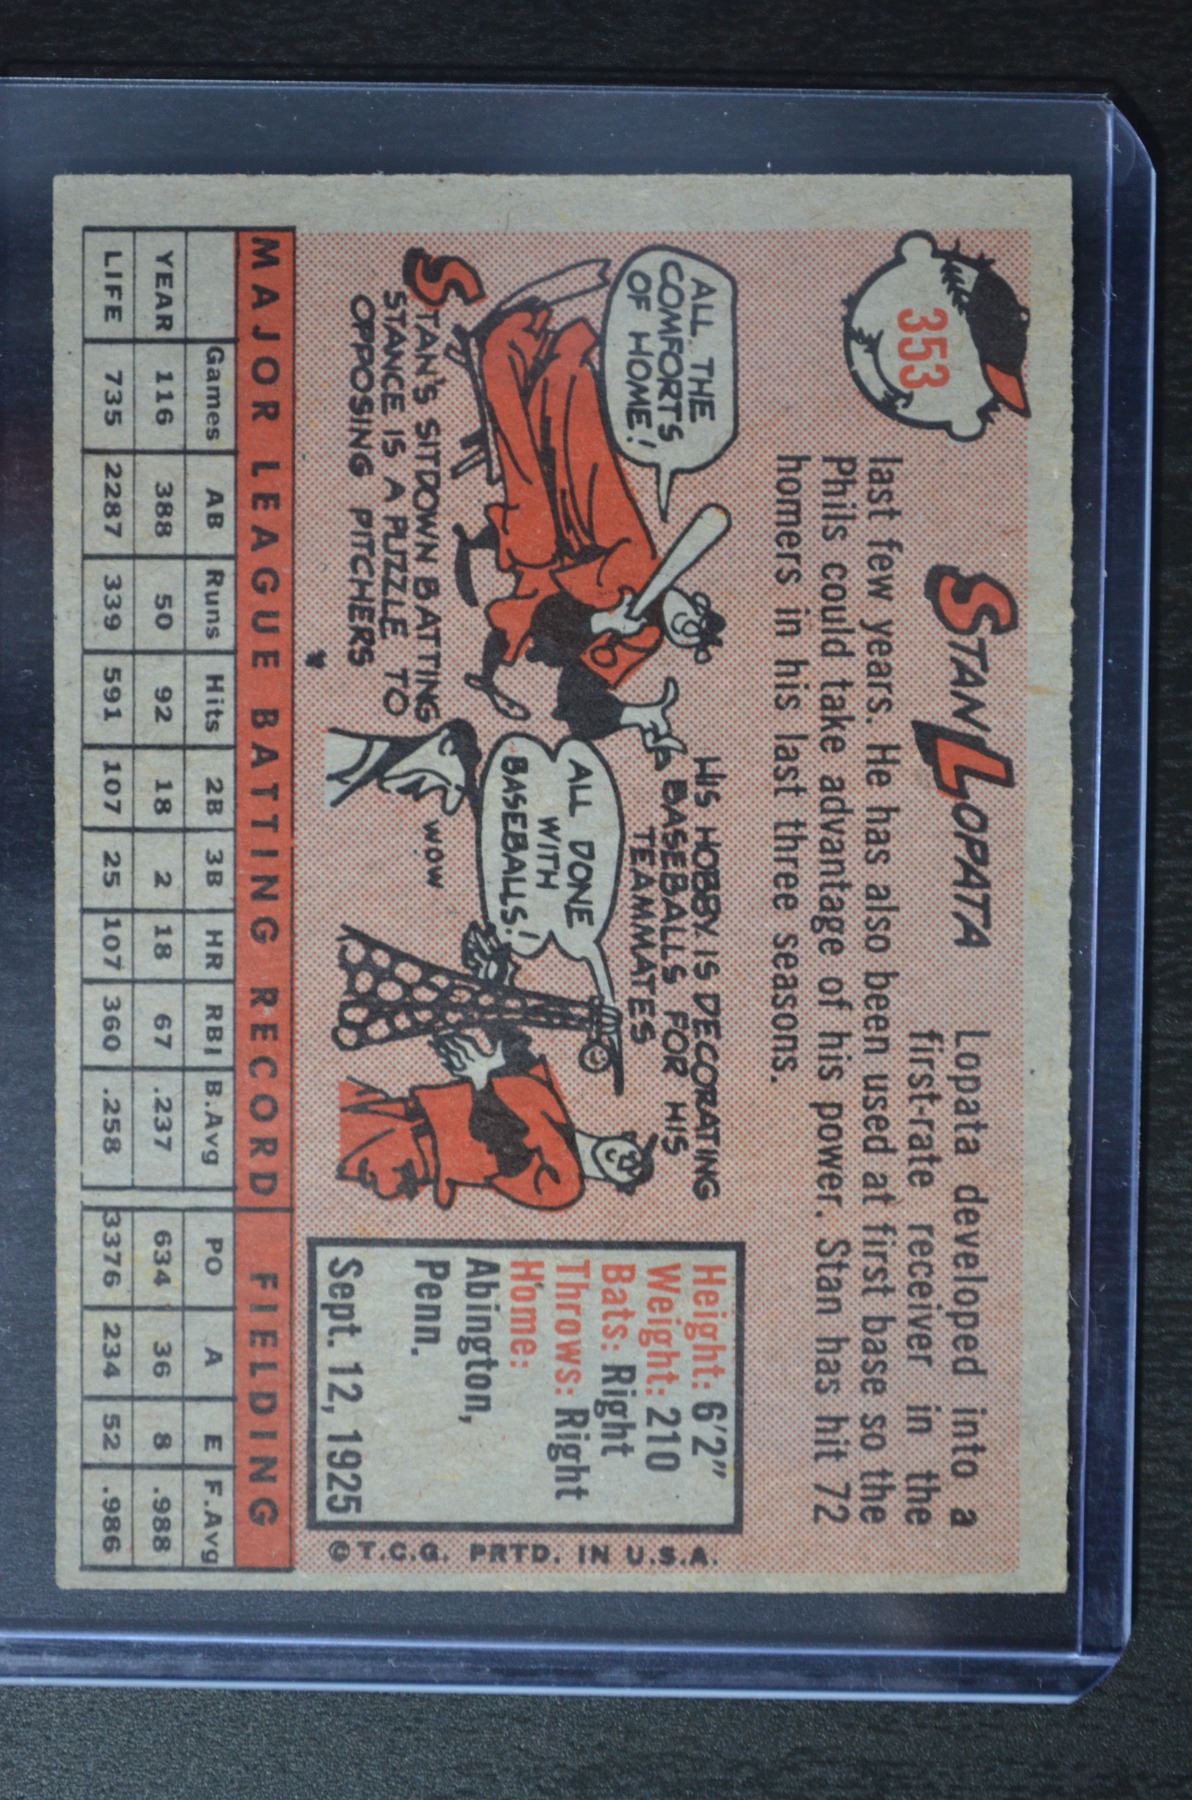 353
STAN LOPATA
Lopata developed into a
first-rate receiver in the
last few years. He has also been used at first base so the
Phils could take advantage of his power. Stan has hit 72
homers in his last three seasons.
ALL THE
COMFORTS
OF HOME!
STAN'S SITDOWN BATTING
STANCE IS A PUZZLE TO
OPPOSING PITCHERS
HIS HOBBY IS DECORATING
BASEBALLS FOR HIS
TEAMMATES
ALL DONE
WITH
BASEBALLS!
WOW
Height: 6'2"
Weight: 210
Bats: Right
Throws: Right
Home:
Abington,
Penn.
Sept. 12, 1925
©T.C.G. PRTD. IN U.S.A.
MAJOR LEAGUE BATTING RECORD FIELDING
Games AB Runs Hits 2B 3B HR RBI B.Avg PO A E F.Avg
YEAR 116 388 50 92 18 2 18 67 .237 634 36 8 .988
LIFE 735 2287 339 591 107 25 107 360 .258 3376 234 52 .986